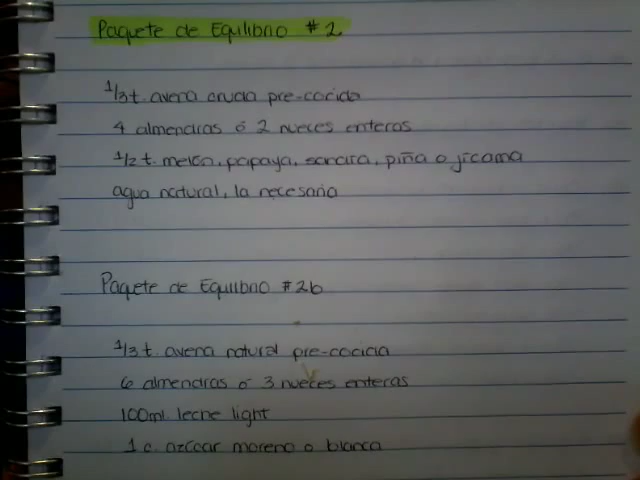 Paquete de Equilibrio #2
1/3 t. avena cruda pre-cocida
4 almendras ó 2 nueces enteras
1/2 t. melón, papaya, sandía, piña o jícama
agua natural, la necesaria
Paquete de Equilibrio #2b
1/3 t. avena natural pre-cocida
6 almendras ó 3 nueces enteras
100ml. leche light
1 c. azúcar moreno o blanca